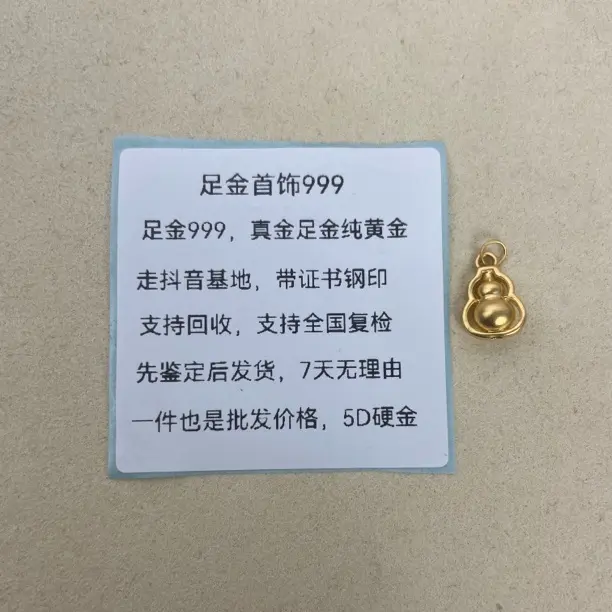 足金首饰999
足金999，真金足金纯黄金
走抖音基地，带证书钢印
支持回收，支持全国复检
先鉴定后发货，7天无理由
一件也是批发价格，5D硬金